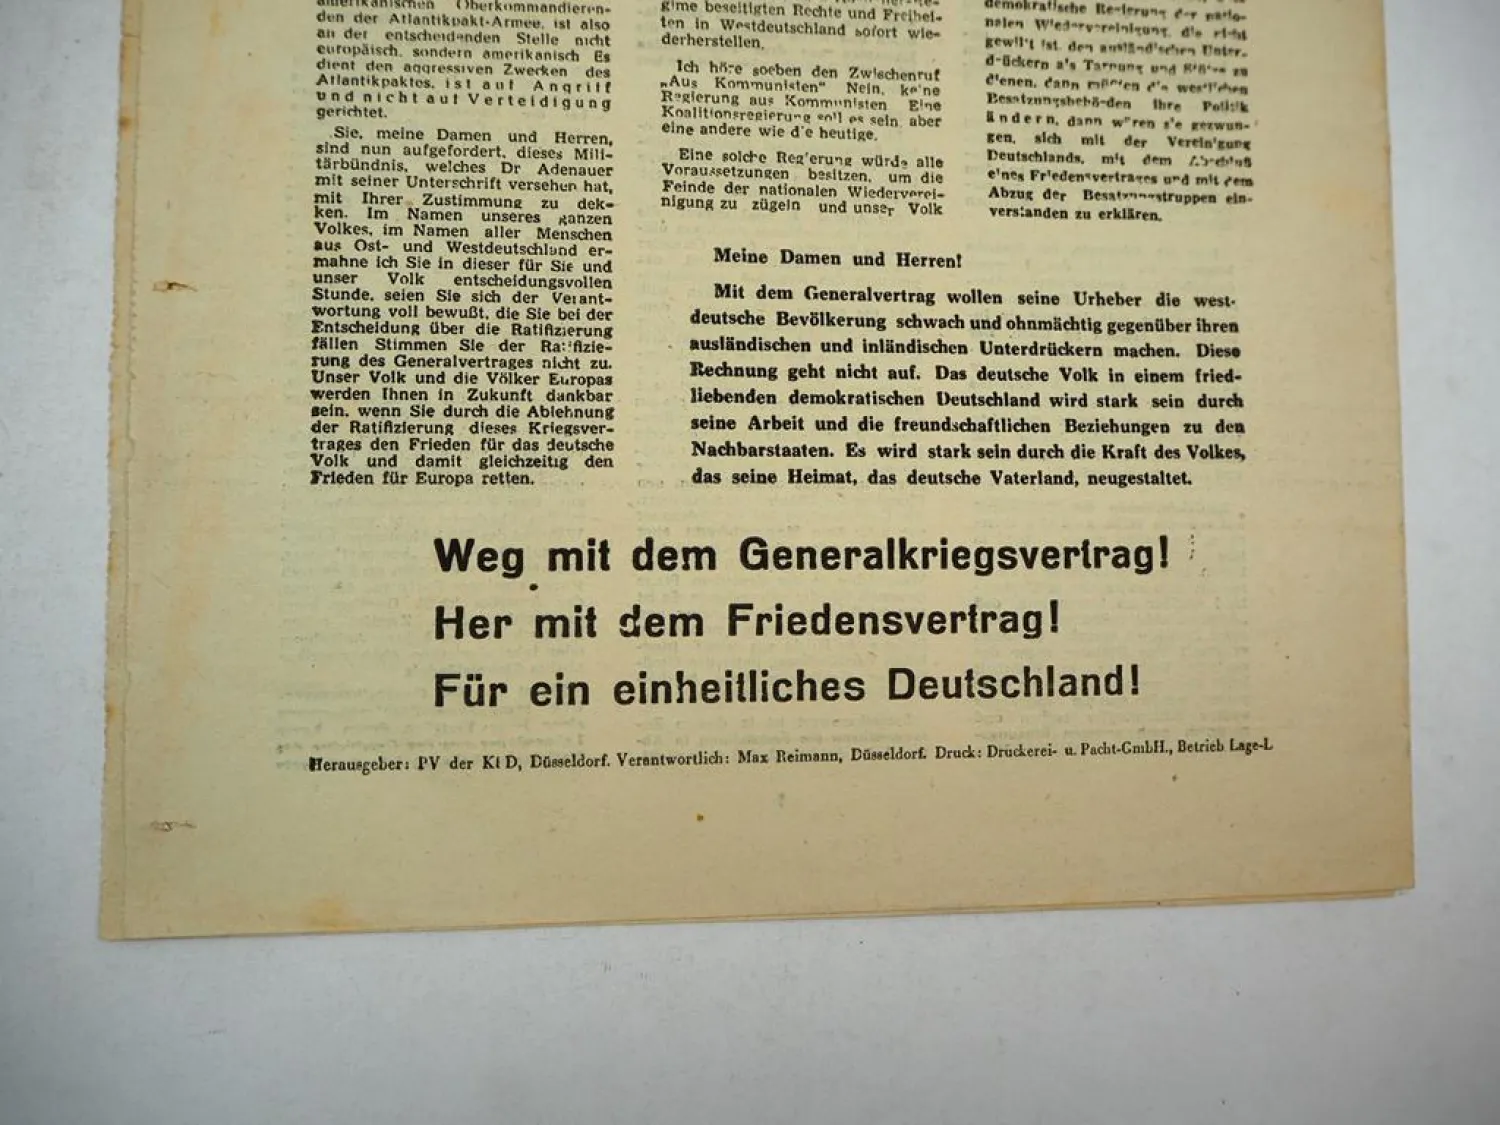 amerikanischen Oberkommandieren-
den der Atlantikpakt-Armee, ist also
an der entscheidenden Stelle nicht
europäisch, sondern amerikanisch Es
dient den aggressiven Zwecken des
Atlantikpaktes, ist auf Angriff
und nicht auf Verteidigung
gerichtet.
Sie, meine Damen und Herren,
sind nun aufgefordert, dieses Mili-
tärbündnis, welches Dr Adenauer
mit seiner Unterschrift versehen hat,
mit Ihrer Zustimmung zu dek-
ken. Im Namen unseres ganzen
Volkes, im Namen aller Menschen
aus Ost- und Westdeutschland er-
mahne ich Sie in dieser für Sie und
unser Volk entscheidungsvollen
Stunde, seien Sie sich der Verant-
wortung voll bewußt, die Sie bei der
Entscheidung über die Ratifizierung
fällen Stimmen Sie der Ratifizie-
rung des Generalvertrages nicht zu.
Unser Volk und die Völker Europas
werden Ihnen in Zukunft dankbar
sein, wenn Sie durch die Ablehnung
der Ratifizierung dieses Kriegsver-
trages den Frieden für das deutsche
Volk und damit gleichzeitig den
Frieden für Europa retten.
gime beseitigten Rechte und Freihei-
ten in Westdeutschland sofort wie-
derherstellen.
Ich höre soeben den Zwischenruf
„Aus Kommunisten" Nein, keine
Regierung aus Kommunisten Eine
Koalitionsregierung soll es sein, aber
eine andere wie die heutige.
Eine solche Regierung würde alle
Voraussetzungen besitzen, um die
Feinde der nationalen Wiederverei-
nigung zu zügeln und unser Volk
demokratische Regierung der natio-
nalen Wiedervereinigung, die nicht
gewillt ist, den ausländischen Unter-
drückern als Tarnung und Stütze zu
dienen, dann müßten die westlichen
Besatzungsbehörden ihre Politik
ändern, dann wären sie gezwun-
gen, sich mit der Vereinigung
Deutschlands, mit dem Abschluß
eines Friedensvertrages und mit dem
Abzug der Besatzungstruppen ein-
verstanden zu erklären.
Meine Damen und Herren!
Mit dem Generalvertrag wollen seine Urheber die west-
deutsche Bevölkerung schwach und ohnmächtig gegenüber ihren
ausländischen und inländischen Unterdrückern machen. Diese
Rechnung geht nicht auf. Das deutsche Volk in einem fried-
liebenden demokratischen Deutschland wird stark sein durch
seine Arbeit und die freundschaftlichen Beziehungen zu den
Nachbarstaaten. Es wird stark sein durch die Kraft des Volkes,
das seine Heimat, das deutsche Vaterland, neugestaltet.
Weg mit dem Generalkriegsvertrag!
Her mit dem Friedensvertrag!
Für ein einheitliches Deutschland!
Herausgeber: PV der KPD, Düsseldorf. Verantwortlich: Max Reimann, Düsseldorf. Druck: Druckerei- u. Pacht-GmbH., Betrieb Lage-L